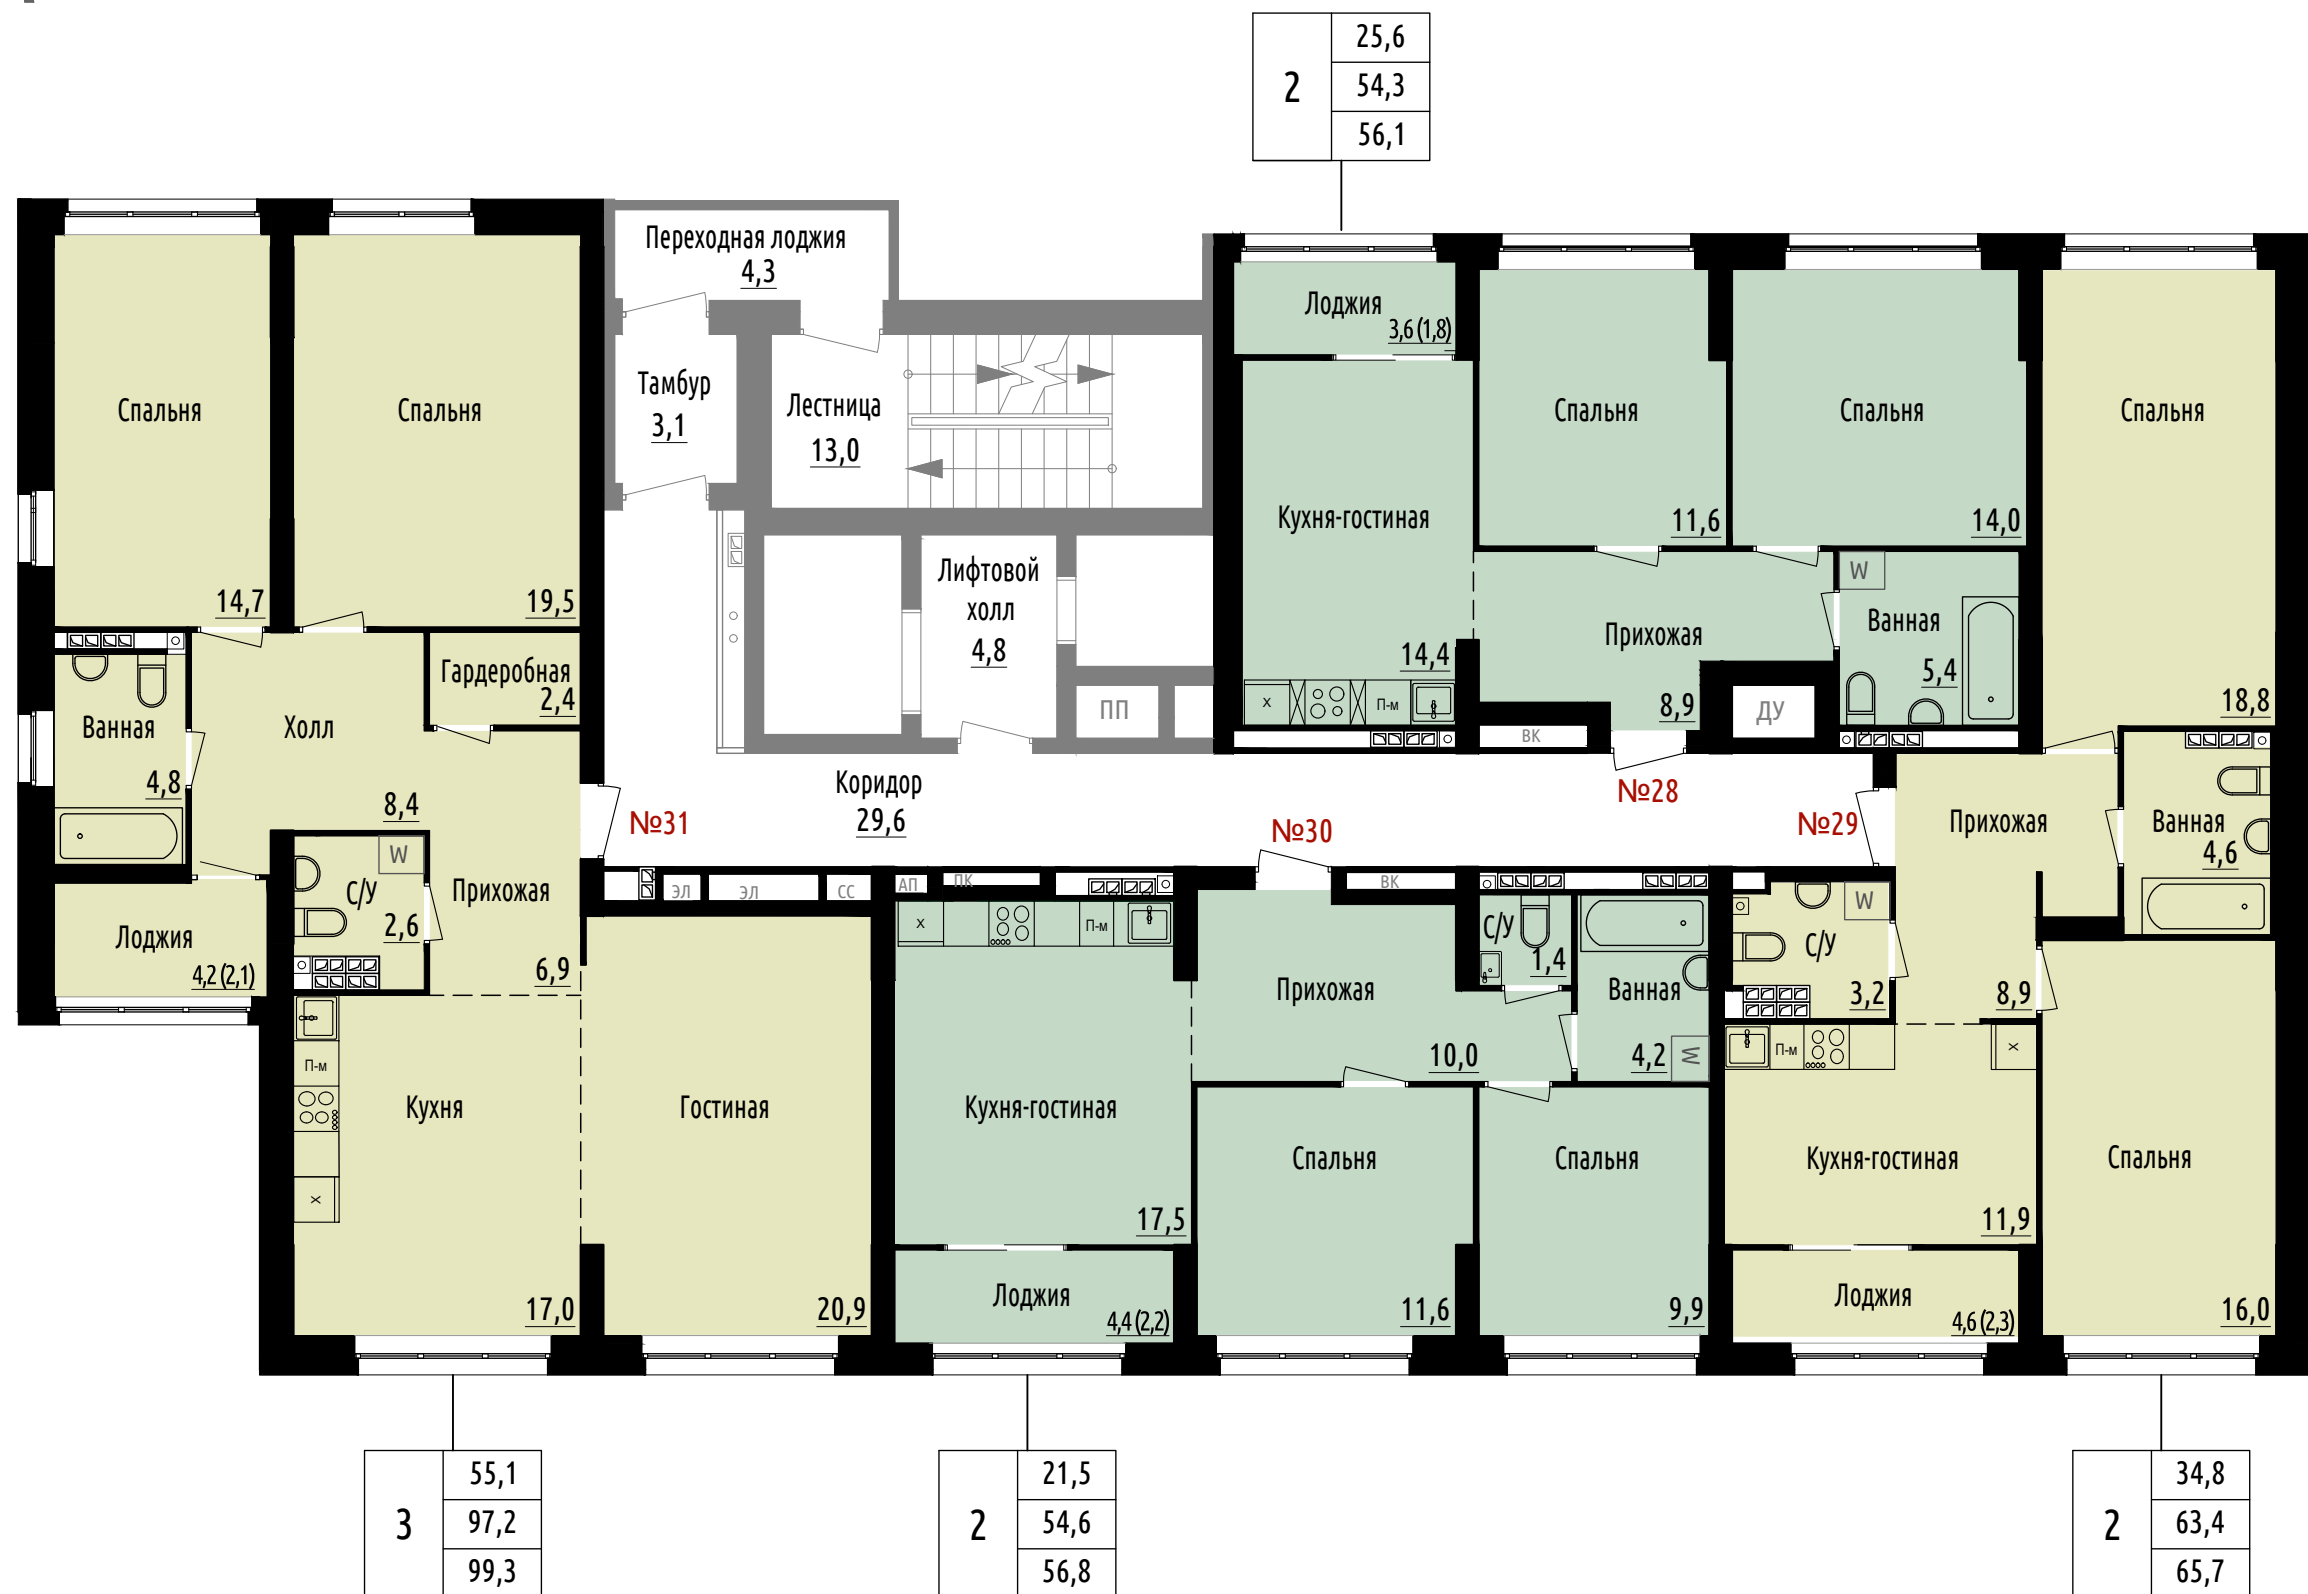 2
25,6
54,3
56,1
Переходная лоджия
4,3
Тамбур
3,1
Лестница
13,0
Лифтовой
холл
4,8
ПП
Коридор
29,6
Спальня
14,7
Спальня
19,5
Гардеробная
2,4
Холл
8,4
Ванная
4,8
Лоджия
4,2 (2,1)
W
С/У
2,6
Прихожая
6,9
№31
П-м
X
Кухня
17,0
Гостиная
20,9
Лоджия
3,6 (1,8)
Кухня-гостиная
14,4
X
П-м
Спальня
11,6
Спальня
14,0
Прихожая
8,9
W
Ванная
5,4
ДУ
ВК
№28
Спальня
18,8
№29
Прихожая
8,9
Ванная
4,6
W
С/У
3,2
П-м
X
Кухня-гостиная
11,9
Лоджия
4,6 (2,3)
Спальня
16,0
№30
ЭЛ
ЭЛ
СС
АП
ПК
ВК
X
П-м
Кухня-гостиная
17,5
Лоджия
4,4 (2,2)
Прихожая
10,0
С/У
1,4
Ванная
4,2
W
Спальня
11,6
Спальня
9,9
3
55,1
97,2
99,3
2
21,5
54,6
56,8
2
34,8
63,4
65,7